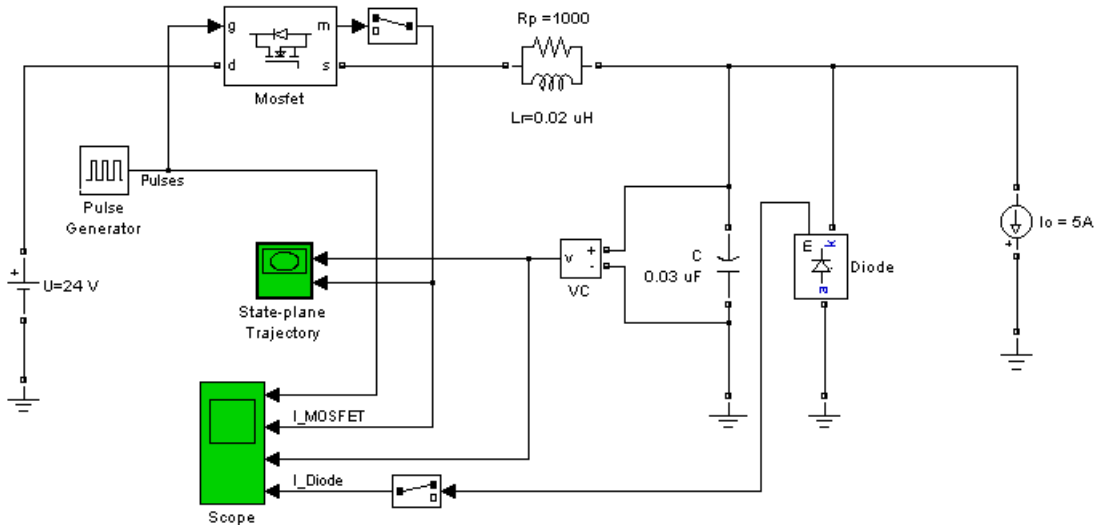 Rp =1000
g
m
d
s
Mosfet
Lr=0.02 uH
Pulses
Pulse
Generator
U=24 V
State-plane
Trajectory
v
+
-
VC
C
0.03 uF
E
k
a
Diode
Io = 5A
+
+
I_MOSFET
I_Diode
Scope